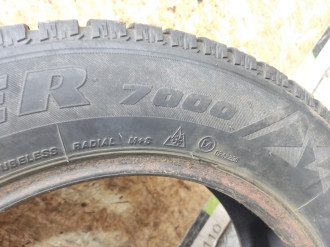 ER 7000
TUBELESS RADIAL M+S